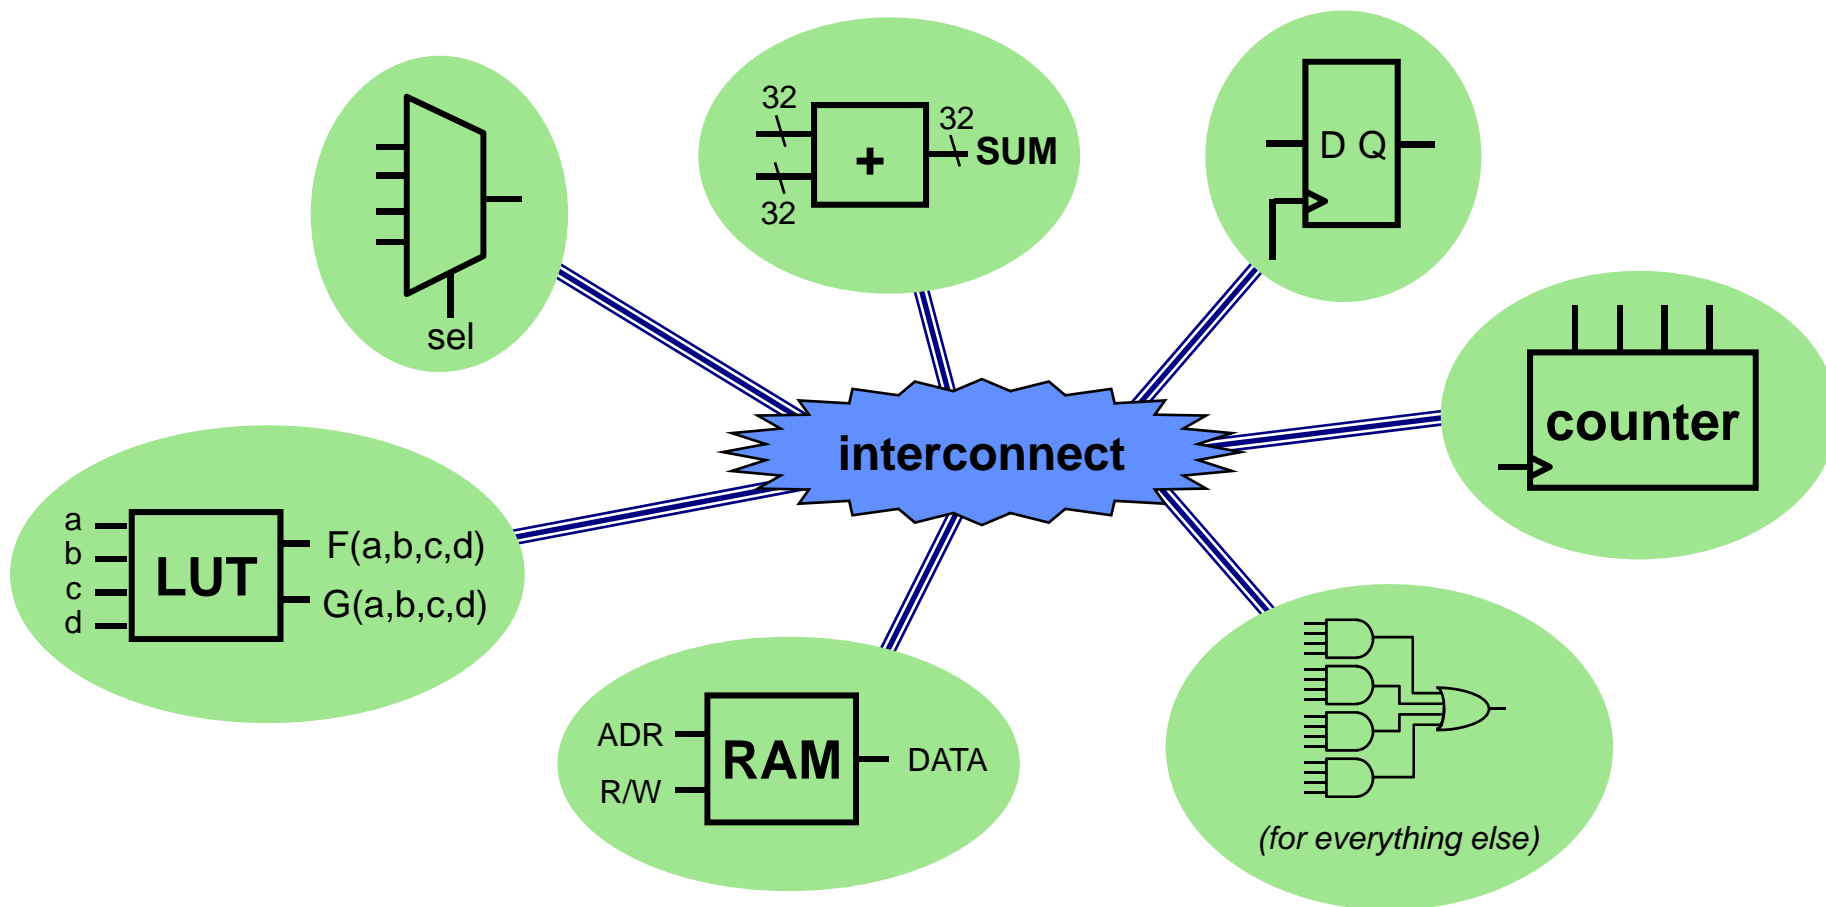 sel
32
32
+
32
SUM
D Q
counter
interconnect
a
b
c
d
LUT
F(a,b,c,d)
G(a,b,c,d)
ADR
R/W
RAM
DATA
(for everything else)